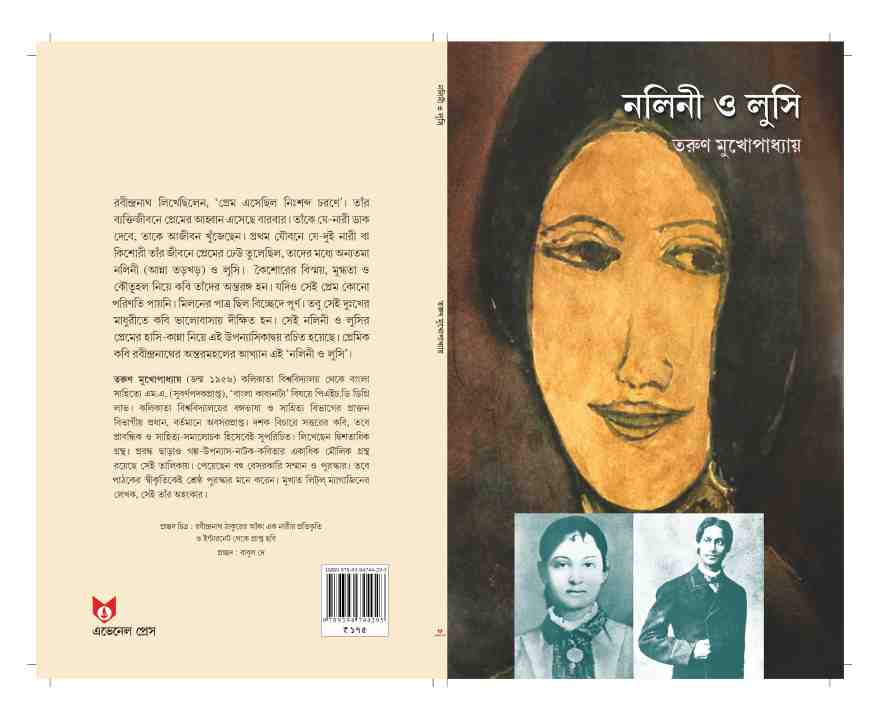 নলিনী ও লুসি
তরুণ মুখোপাধ্যায়
নলিনী ও লুসি
তরুণ মুখোপাধ্যায়
রবীন্দ্রনাথ লিখেছিলেন, ‘প্রেম এসেছিল নিঃশব্দ চরণে’। তাঁর
ব্যক্তিজীবনে প্রেমের আহ্বান এসেছে বারবার। তাঁকে যে-নারী ডাক
দেবে, তাকে আজীবন খুঁজেছেন। প্রথম যৌবনে যে-দুই নারী বা
কিশোরী তাঁর জীবনে প্রেমের ঢেউ তুলেছিল, তাদের মধ্যে অন্যতমা
নলিনী (আন্না তড়খড়) ও লুসি। কৈশোরের বিস্ময়, মুগ্ধতা ও
কৌতূহল নিয়ে কবি তাঁদের অন্তরঙ্গ হন। যদিও সেই প্রেম কোনো
পরিণতি পায়নি। মিলনের পাত্র ছিল বিচ্ছেদে পূর্ণ। তবু সেই দুঃখের
মাধুরীতে কবি ভালোবাসায় দীক্ষিত হন। সেই নলিনী ও লুসির
প্রেমের হাসি-কান্না নিয়ে এই উপন্যাসিকাদ্বয় রচিত হয়েছে। প্রেমিক
কবি রবীন্দ্রনাথের অন্তরমহলের আখ্যান এই ‘নলিনী ও লুসি’।
তরুণ মুখোপাধ্যায় (জন্ম ১৯৫৬) কলিকাতা বিশ্ববিদ্যালয় থেকে বাংলা
সাহিত্যে এম.এ. (সুবর্ণপদকপ্রাপ্ত), ‘বাংলা কাব্যনাট্য’ বিষয়ে পিএইচ.ডি ডিগ্রি
লাভ। কলিকাতা বিশ্ববিদ্যালয়ের বঙ্গভাষা ও সাহিত্য বিভাগের প্রাক্তন
বিভাগীয় প্রধান, বর্তমানে অবসরপ্রাপ্ত। দশক বিচারে সত্তরের কবি, তবে
প্রাবন্ধিক ও সাহিত্য-সমালোচক হিসেবেই সুপরিচিত। লিখেছেন দ্বিশতাধিক
গ্রন্থ। প্রবন্ধ ছাড়াও গল্প-উপন্যাস-নাটক-কবিতার একাধিক মৌলিক গ্রন্থ
রয়েছে সেই তালিকায়। পেয়েছেন বহু বেসরকারি সম্মান ও পুরস্কার। তবে
পাঠকের স্বীকৃতিকেই শ্রেষ্ঠ পুরস্কার মনে করেন। মুখ্যত লিট্ল ম্যাগাজিনের
লেখক, সেই তাঁর অহংকার।
প্রচ্ছদ চিত্র : রবীন্দ্রনাথ ঠাকুরের আঁকা এক নারীর প্রতিকৃতি
ও ইন্টারনেট থেকে প্রাপ্ত ছবি
প্রচ্ছদ : বাবুল দে
₹ ১৭৫
এভেনেল প্রেস